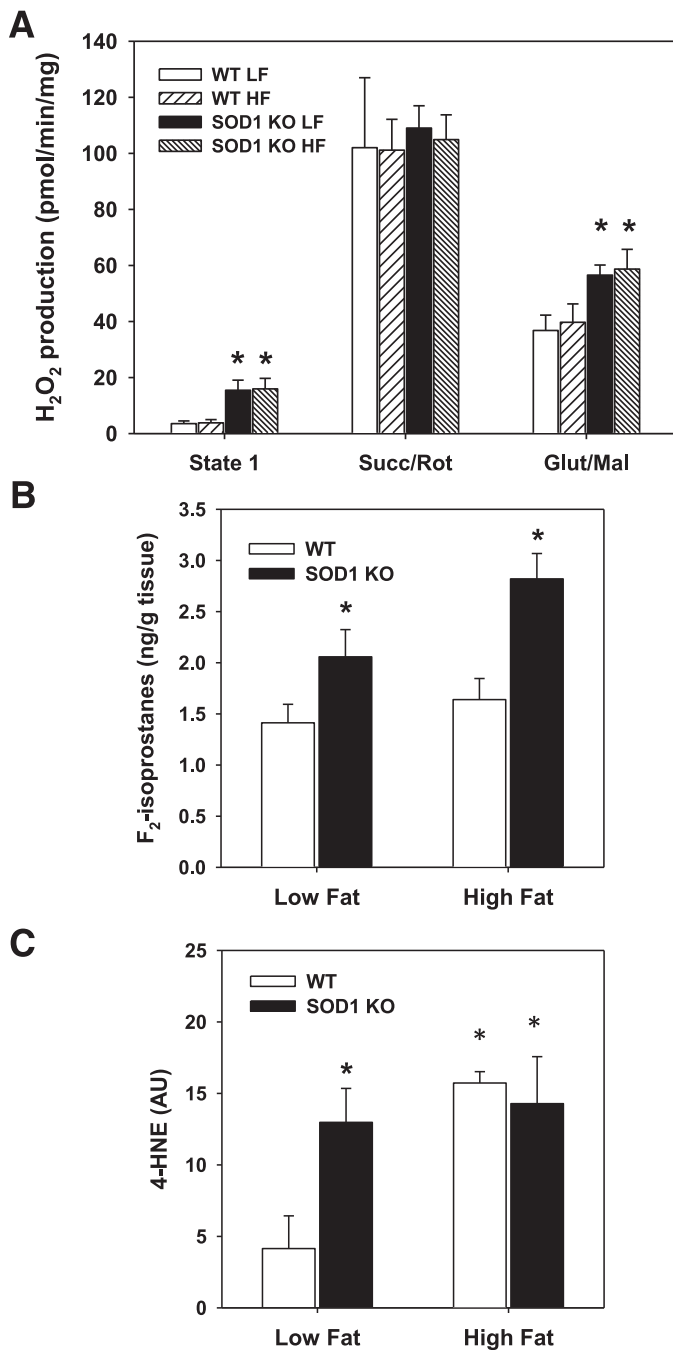 A
H₂O₂ production (pmol/min/mg)
140
120
100
80
60
40
20
0
WT LF
WT HF
SOD1 KO LF
SOD1 KO HF
* *
* *
State 1 Succ/Rot Glut/Mal
B
F₂-isoprostanes (ng/g tissue)
3.5
3.0
2.5
2.0
1.5
1.0
0.5
0.0
WT
SOD1 KO
*
*
Low Fat High Fat
C
4-HNE (AU)
25
20
15
10
5
0
WT
SOD1 KO
*
* *
Low Fat High Fat